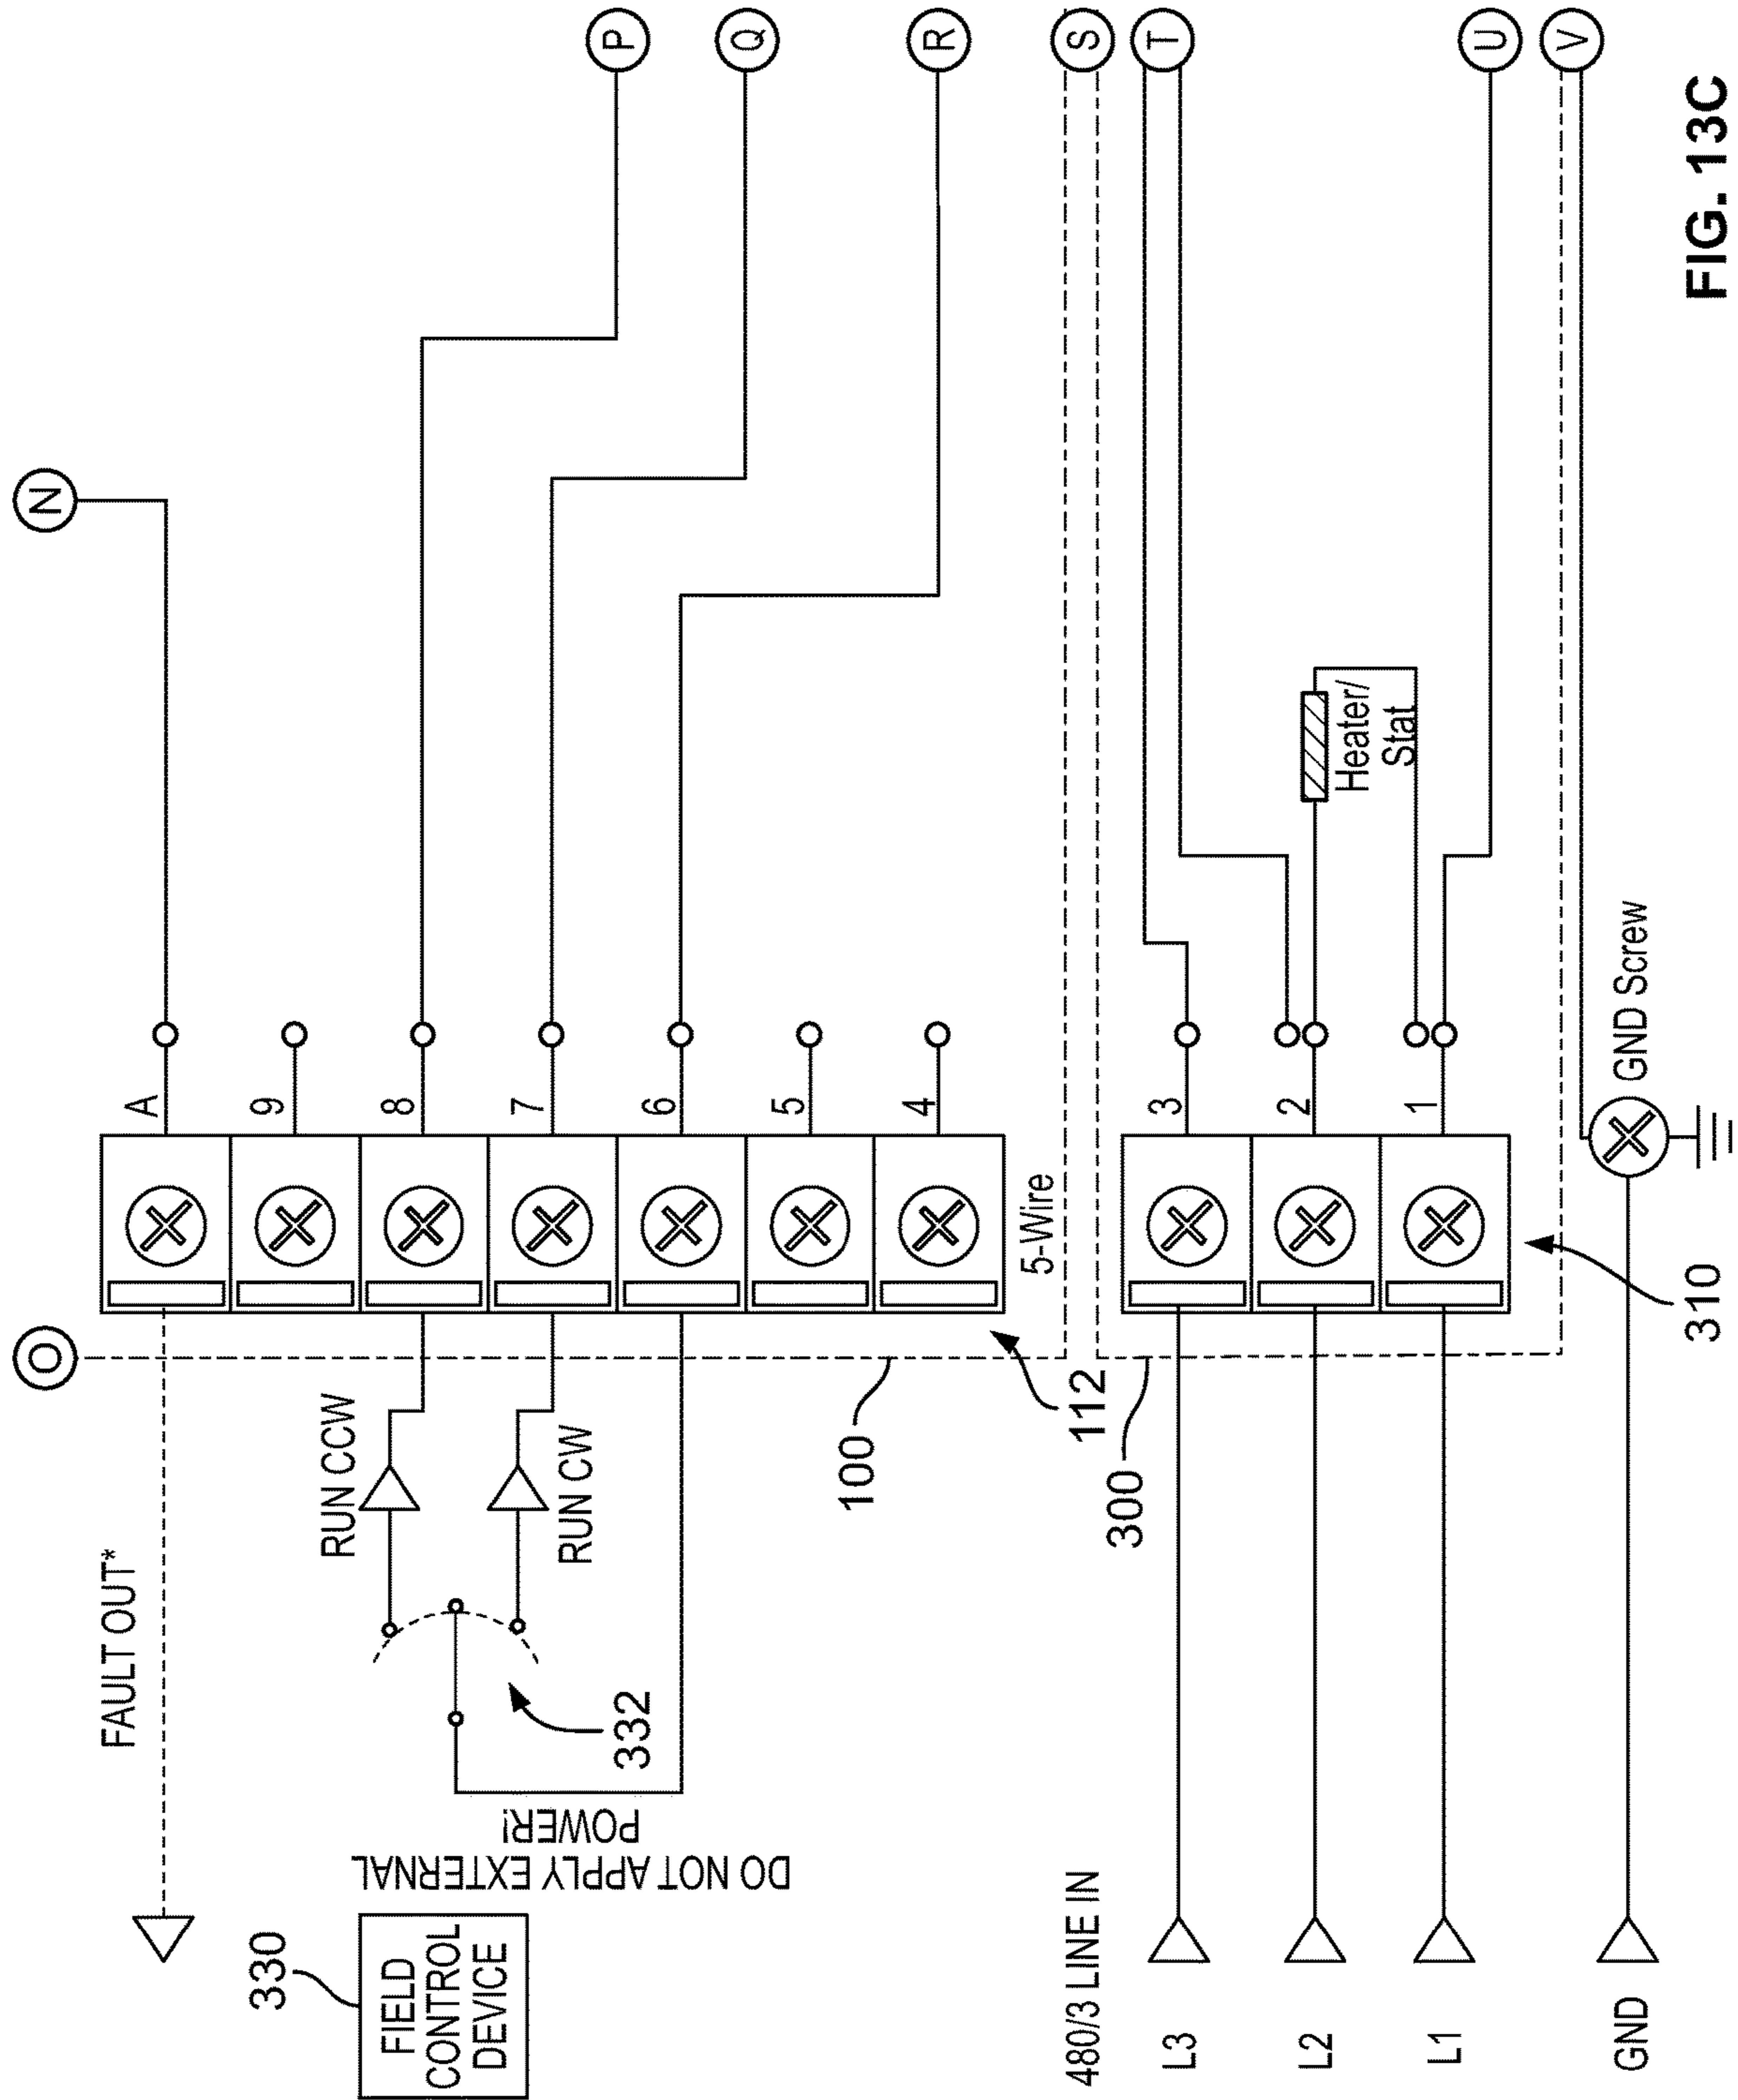 N
O
P
Q
R
S
T
U
V
A
9
8
7
6
5
4
5-Wire
3
2
1
Heater/
Stat
GND Screw
FAULT OUT*
RUN CCW
RUN CW
332
DO NOT APPLY EXTERNAL
POWER!
330
FIELD
CONTROL
DEVICE
100
112
300
310
480/3 LINE IN
L3
L2
L1
GND
FIG. 13C